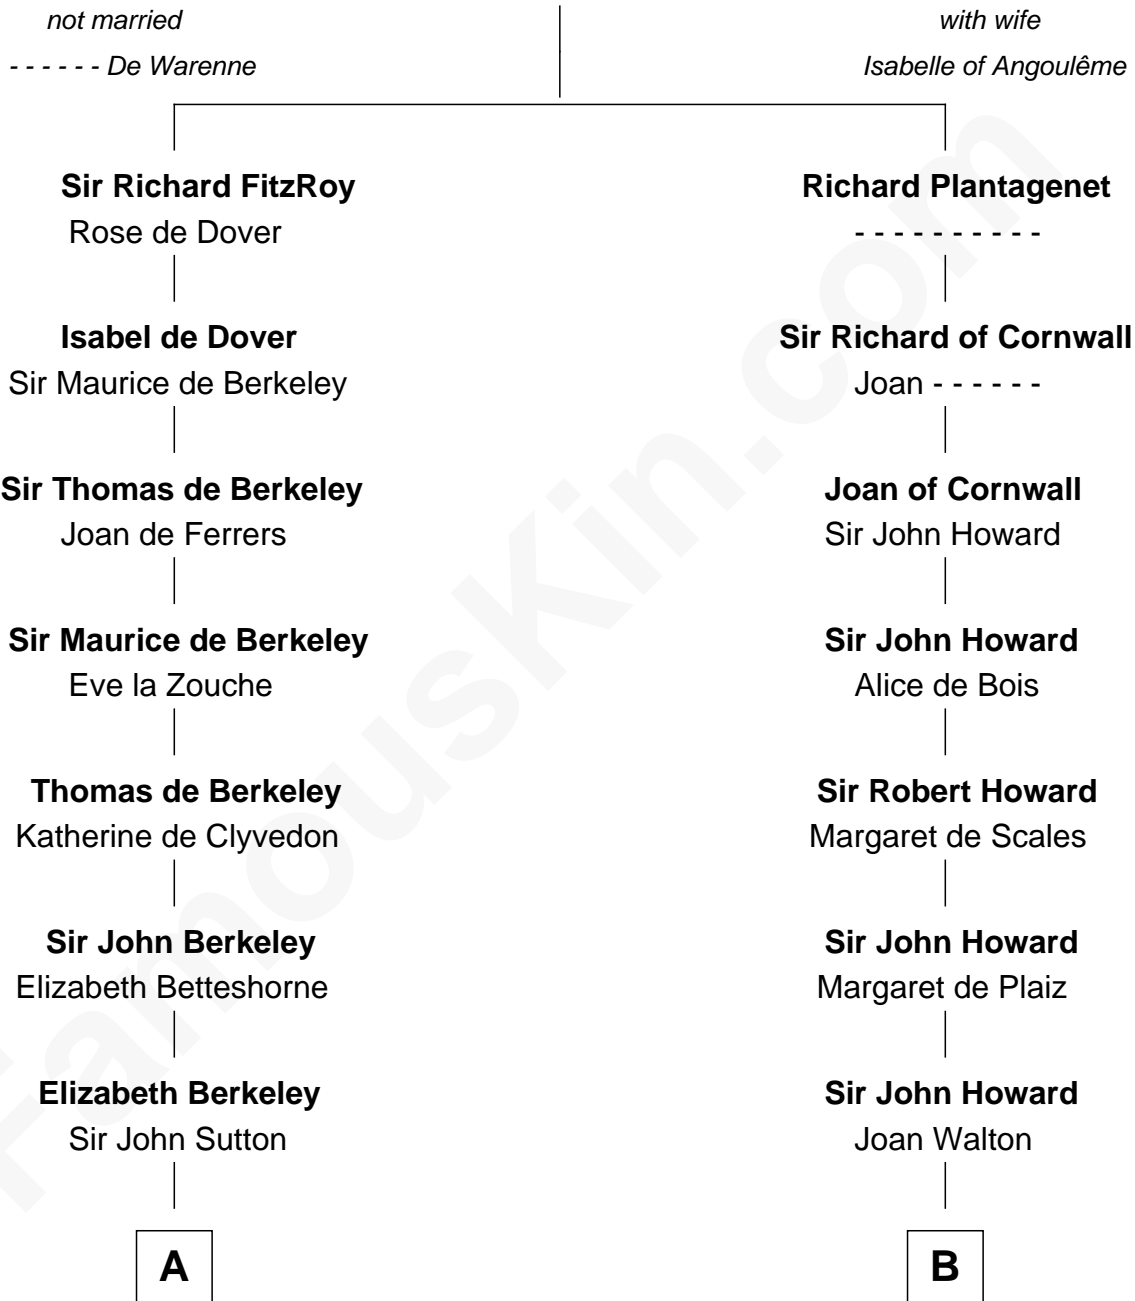 not married
- - - - - - De Warenne
with wife
Isabelle of Angoulême
Sir Richard FitzRoy
Rose de Dover
Richard Plantagenet
- - - - - - - - - -
Isabel de Dover
Sir Maurice de Berkeley
Sir Richard of Cornwall
Joan - - - - - -
Sir Thomas de Berkeley
Joan de Ferrers
Joan of Cornwall
Sir John Howard
Sir Maurice de Berkeley
Eve la Zouche
Sir John Howard
Alice de Bois
Thomas de Berkeley
Katherine de Clyvedon
Sir Robert Howard
Margaret de Scales
Sir John Berkeley
Elizabeth Betteshorne
Sir John Howard
Margaret de Plaiz
Elizabeth Berkeley
Sir John Sutton
Sir John Howard
Joan Walton
A
B
FamousKin.com